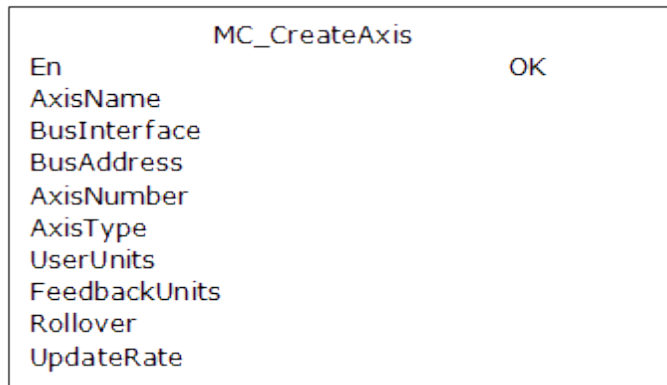 MC_CreateAxis
En OK
AxisName
BusInterface
BusAddress
AxisNumber
AxisType
UserUnits
FeedbackUnits
Rollover
UpdateRate